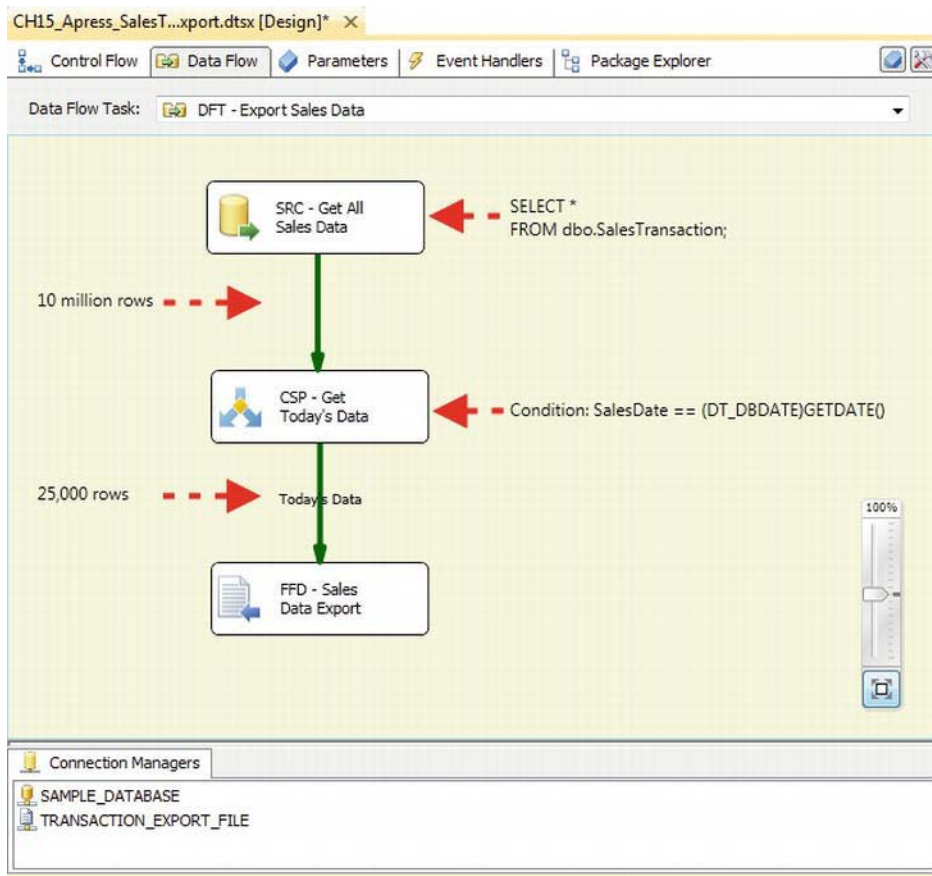 CH15_Apress_SalesT...xport.dtsx [Design]*
Control Flow
Data Flow
Parameters
Event Handlers
Package Explorer
Data Flow Task:
DFT - Export Sales Data
SRC - Get All
Sales Data
SELECT *
FROM dbo.SalesTransaction;
10 million rows
CSP - Get
Today's Data
Condition: SalesDate == (DT_DBDATE)GETDATE()
25,000 rows
Today's Data
100%
FFD - Sales
Data Export
Connection Managers
SAMPLE_DATABASE
TRANSACTION_EXPORT_FILE